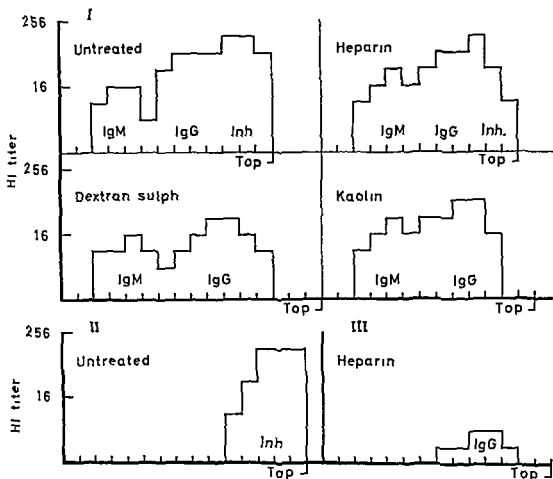 I
256
Untreated
Heparin
16
IgM
IgG
Inh
IgM
IgG
Inh.
Top
Top
HI titer
256
Dextran sulph
Kaolin
16
IgM
IgG
IgM
IgG
Top
Top
II
III
256
Untreated
Heparin
16
HI titer
Inh
IgG
Top
Top